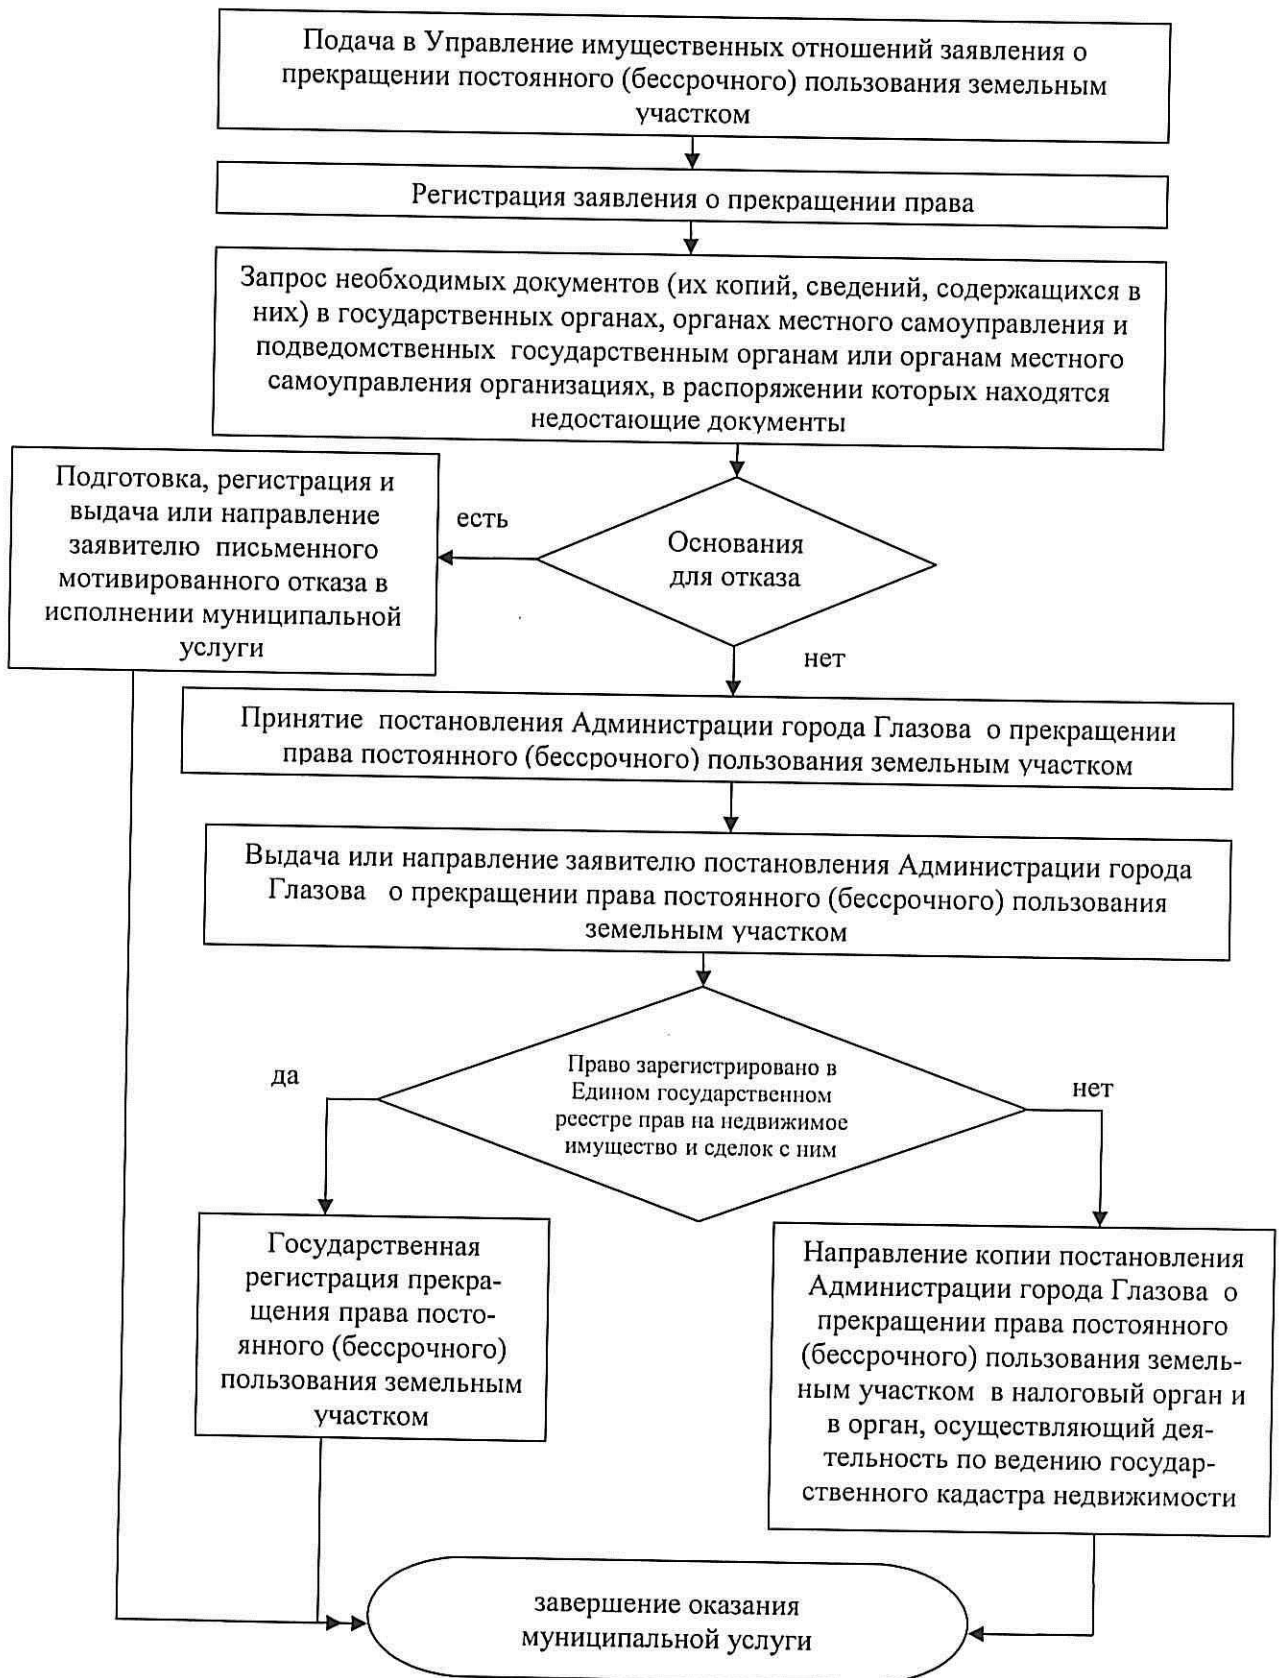 Подача в Управление имущественных отношений заявления о
прекращении постоянного (бессрочного) пользования земельным
участком
Регистрация заявления о прекращении права
Запрос необходимых документов (их копий, сведений, содержащихся в
них) в государственных органах, органах местного самоуправления и
подведомственных государственным органам или органам местного
самоуправления организациях, в распоряжении которых находятся
недостающие документы
Подготовка, регистрация и
выдача или направление
заявителю письменного
мотивированного отказа в
исполнении муниципальной
услуги
есть
Основания
для отказа
нет
Принятие постановления Администрации города Глазова о прекращении
права постоянного (бессрочного) пользования земельным участком
Выдача или направление заявителю постановления Администрации города
Глазова о прекращении права постоянного (бессрочного) пользования
земельным участком
да
Право зарегистрировано в
Едином государственном
реестре прав на недвижимое
имущество и сделок с ним
нет
Государственная
регистрация прекра-
щения права посто-
янного (бессрочного)
пользования земельным
участком
Направление копии постановления
Администрации города Глазова о
прекращении права постоянного
(бессрочного) пользования земель-
ным участком в налоговый орган и
в орган, осуществляющий дея-
тельность по ведению государ-
ственного кадастра недвижимости
завершение оказания
муниципальной услуги